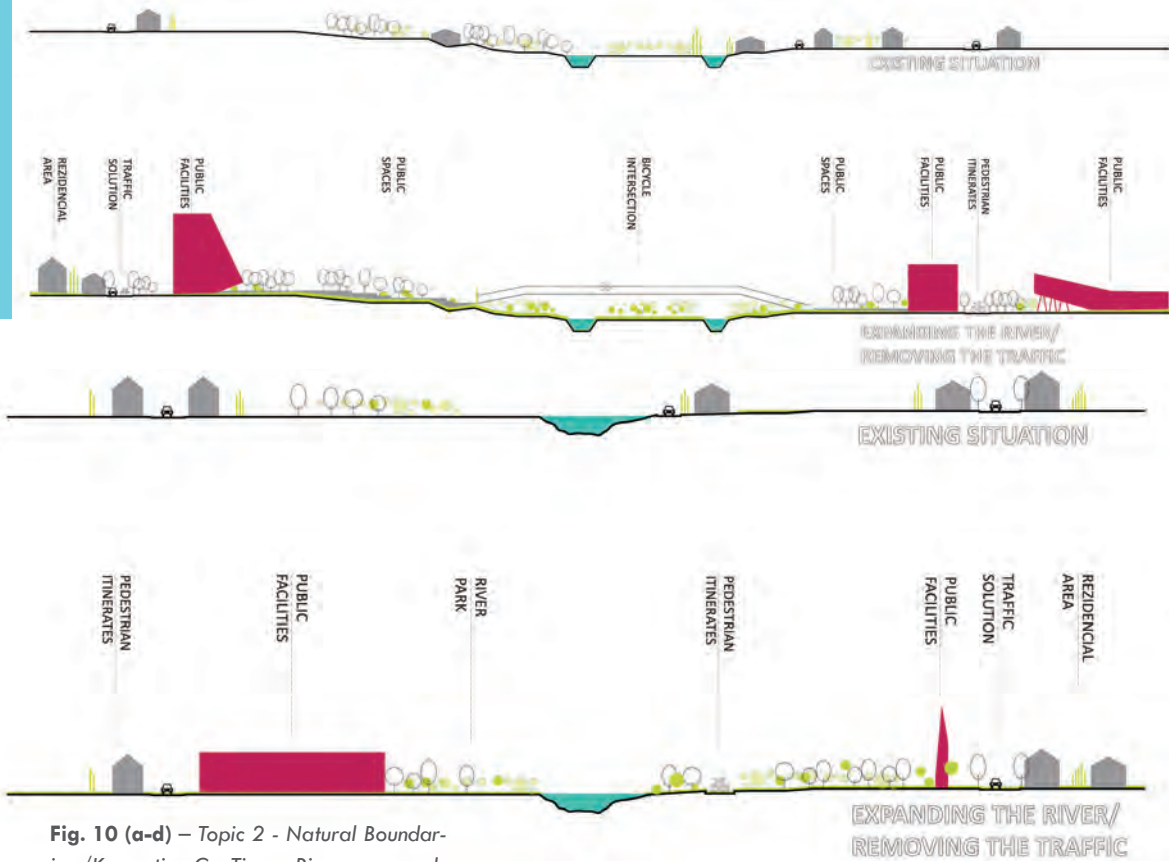 EXISTING SITUATION
REZIDENCIAL
AREA
TRAFFIC
SOLUTION
PUBLIC
FACILITIES
PUBLIC
SPACES
BICYCLE
INTERSECTION
PUBLIC
SPACES
PUBLIC
FACILITIES
PEDESTRIAN
ITINERATES
PUBLIC
FACILITIES
EXPANDING THE RIVER/
REMOVING THE TRAFFIC
EXISTING SITUATION
PEDESTRIAN
ITINERATES
PUBLIC
FACILITIES
RIVER
PARK
PEDESTRIAN
ITINERATES
PUBLIC
FACILITIES
TRAFFIC
SOLUTION
REZIDENCIAL
AREA
EXPANDING THE RIVER/
REMOVING THE TRAFFIC
Fig. 10 (a-d) – Topic 2 - Natural Boundar-